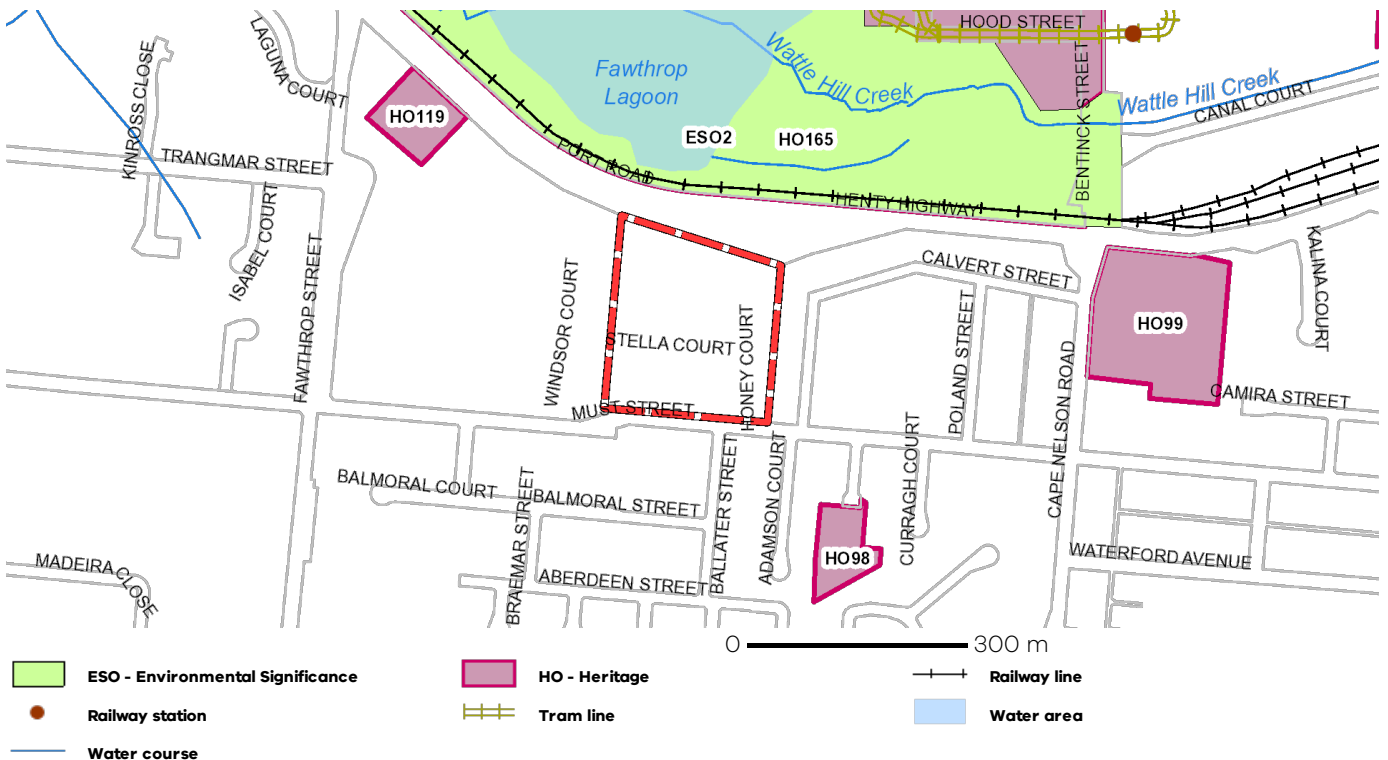 HOOD STREET
LAGUNA COURT
KINROSS CLOSE
Fawthrop
Lagoon
Wattle Hill Creek
Wattle Hill Creek
BENTINCK STREET
CANAL COURT
HO119
ESO2
HO165
TRANGMAR STREET
PORT ROAD
HENTY HIGHWAY
ISABEL COURT
FAWTHROP STREET
WINDSOR COURT
STELLA COURT
HONEY COURT
MUST STREET
CALVERT STREET
POLAND STREET
CAPE NELSON ROAD
HO99
KALINA COURT
CAMIRA STREET
BALMORAL COURT
BALMORAL STREET
BRAEMAR STREET
BALLATER STREET
ADAMSON COURT
CURRAGH COURT
HO98
WATERFORD AVENUE
MADEIRA CLOSE
ABERDEEN STREET
0 300 m
ESO - Environmental Significance
HO - Heritage
Railway line
Railway station
Tram line
Water area
Water course